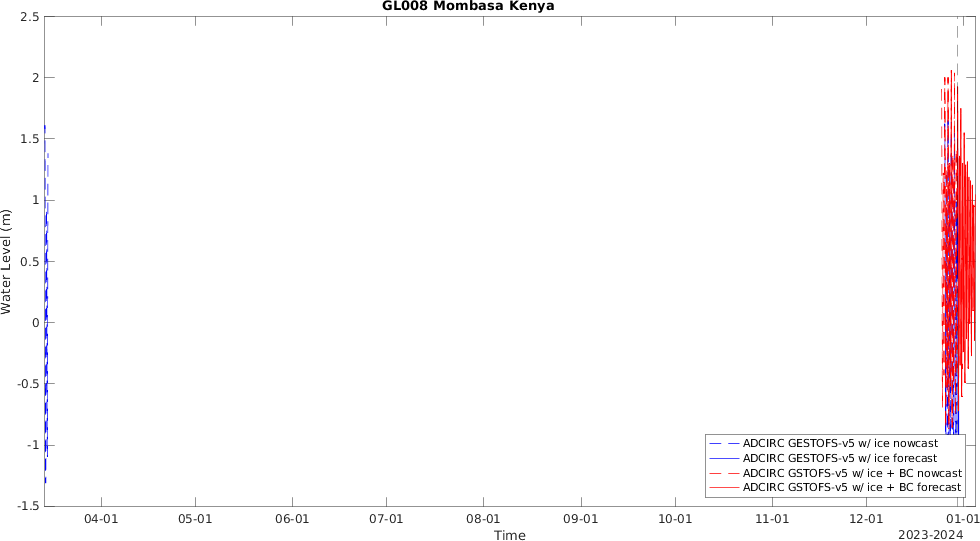 GL008 Mombasa Kenya
2.5
2
1.5
1
0.5
0
-0.5
-1
-1.5
Water Level (m)
ADCIRC GESTOFS-v5 w/ ice nowcast
ADCIRC GESTOFS-v5 w/ ice forecast
ADCIRC GSTOFS-v5 w/ ice + BC nowcast
ADCIRC GSTOFS-v5 w/ ice + BC forecast
04-01 05-01 06-01 07-01 08-01 09-01 10-01 11-01 12-01 01-01
Time
2023-2024